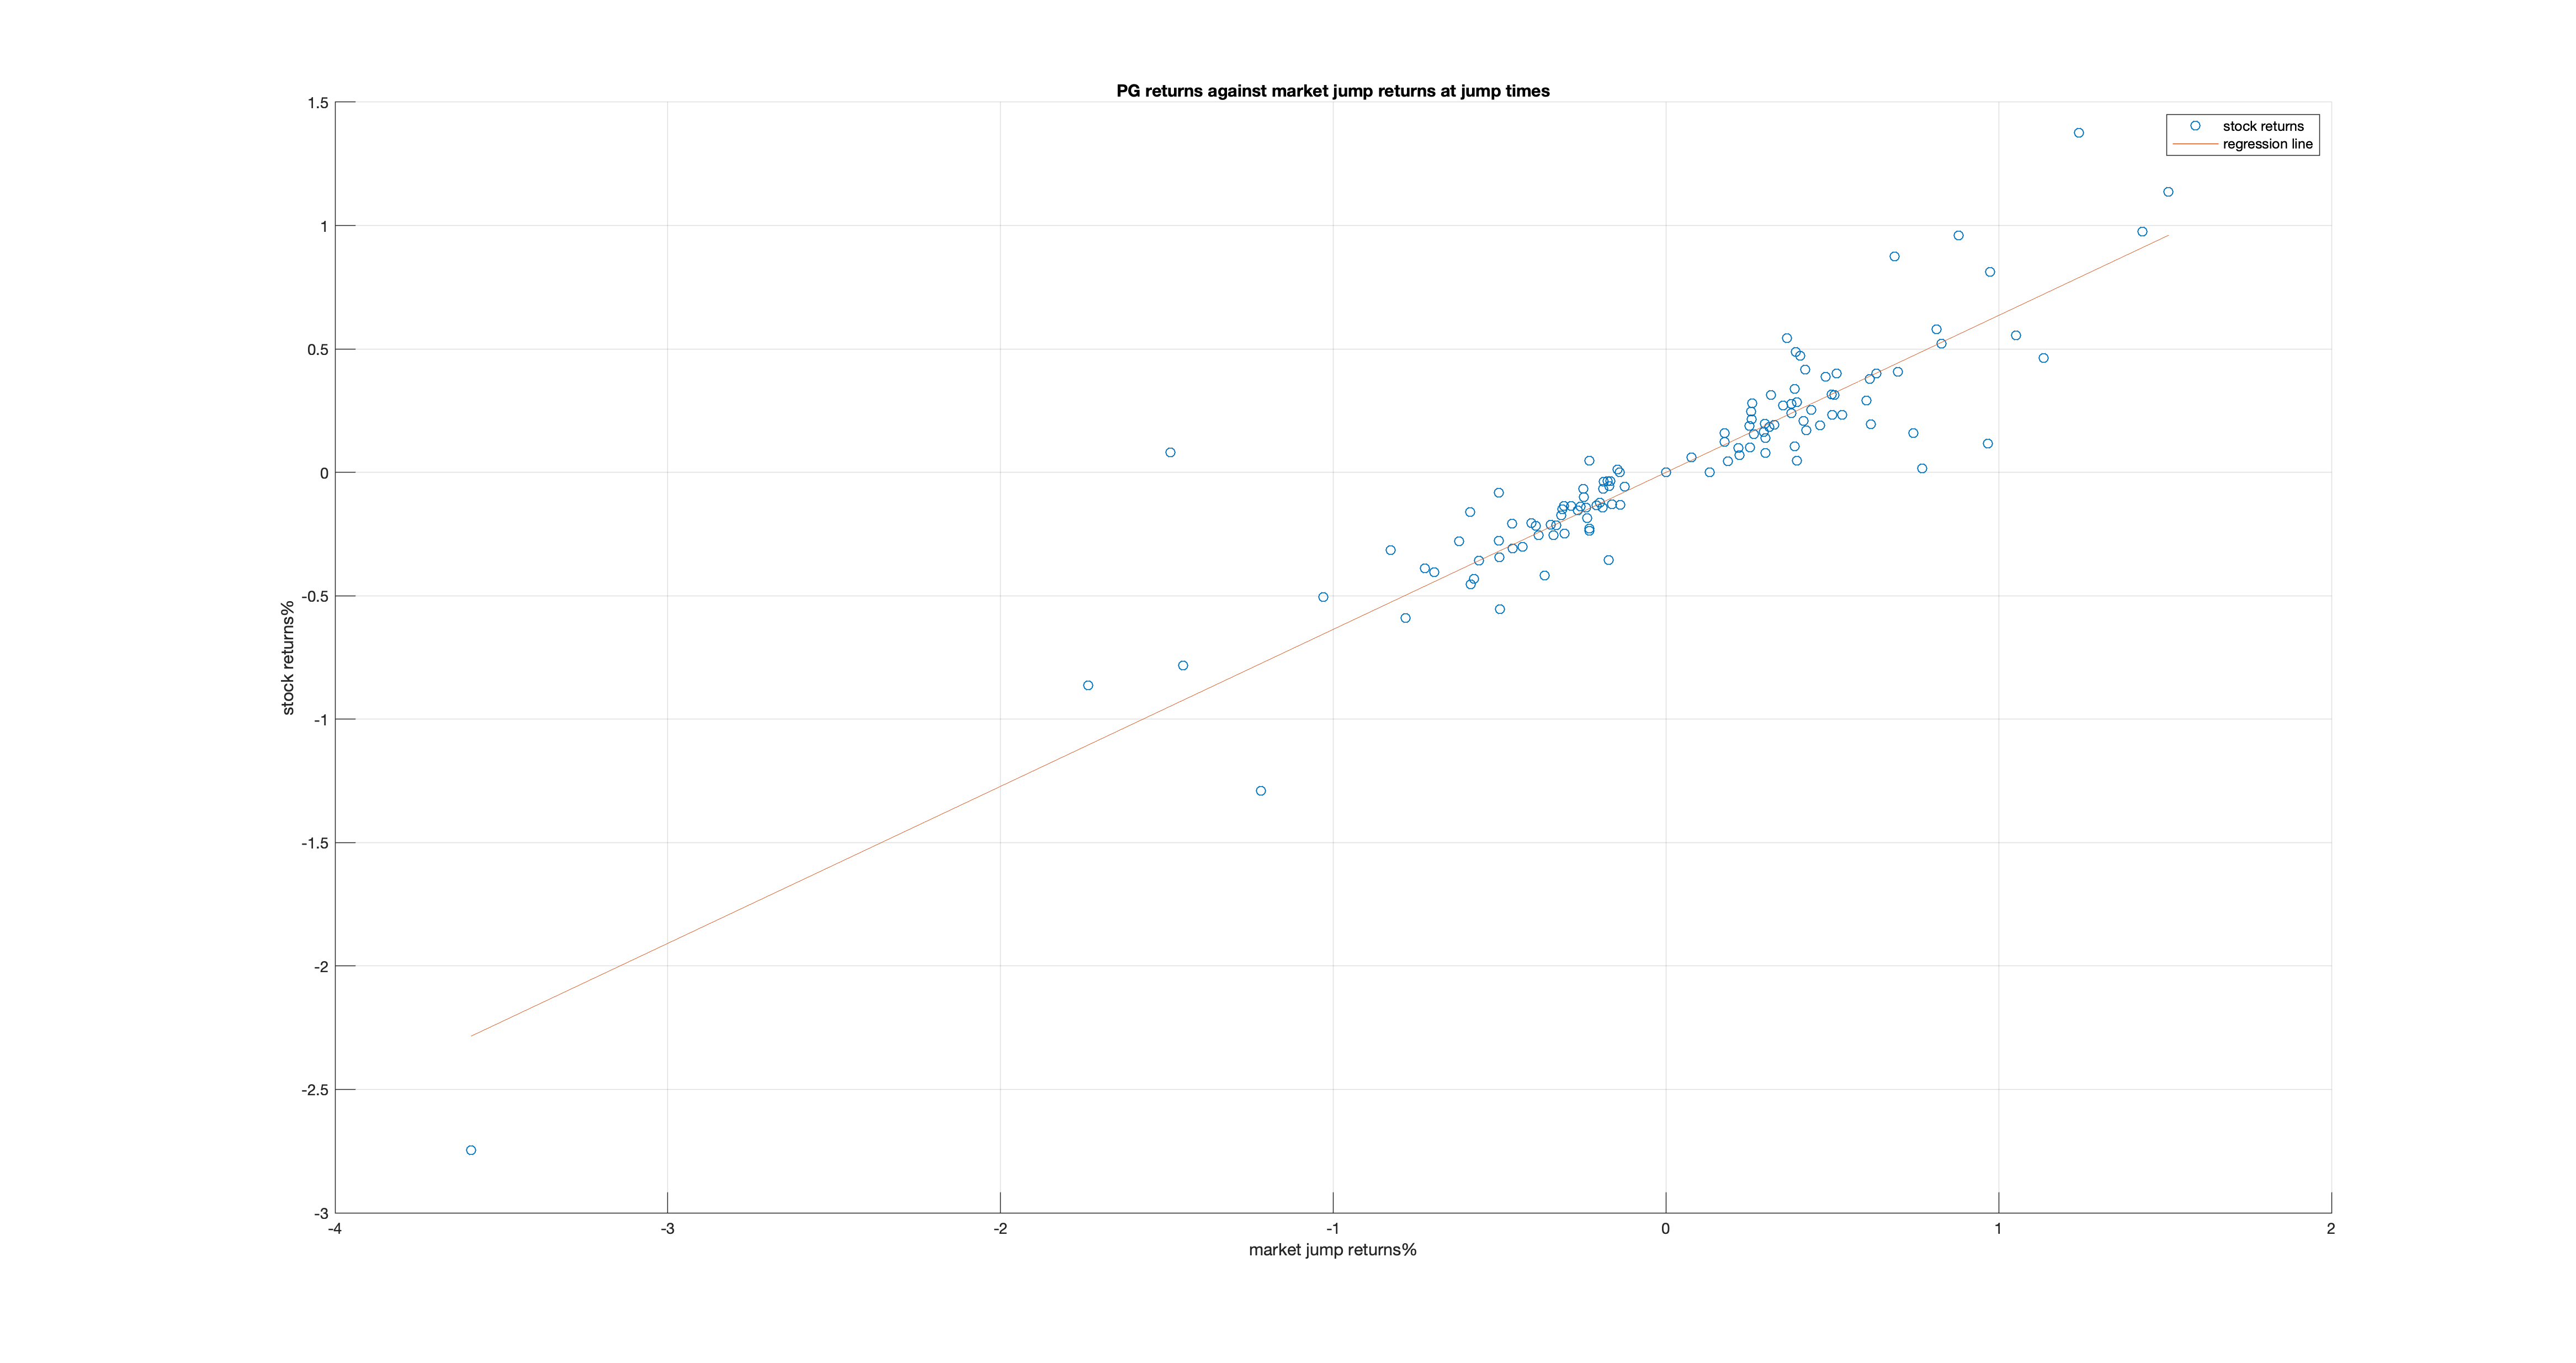 PG returns against market jump returns at jump times
stock returns
regression line
1.5
1
0.5
0
-0.5
-1
-1.5
-2
-2.5
-3
stock returns%
-4 -3 -2 -1 0 1 2
market jump returns%